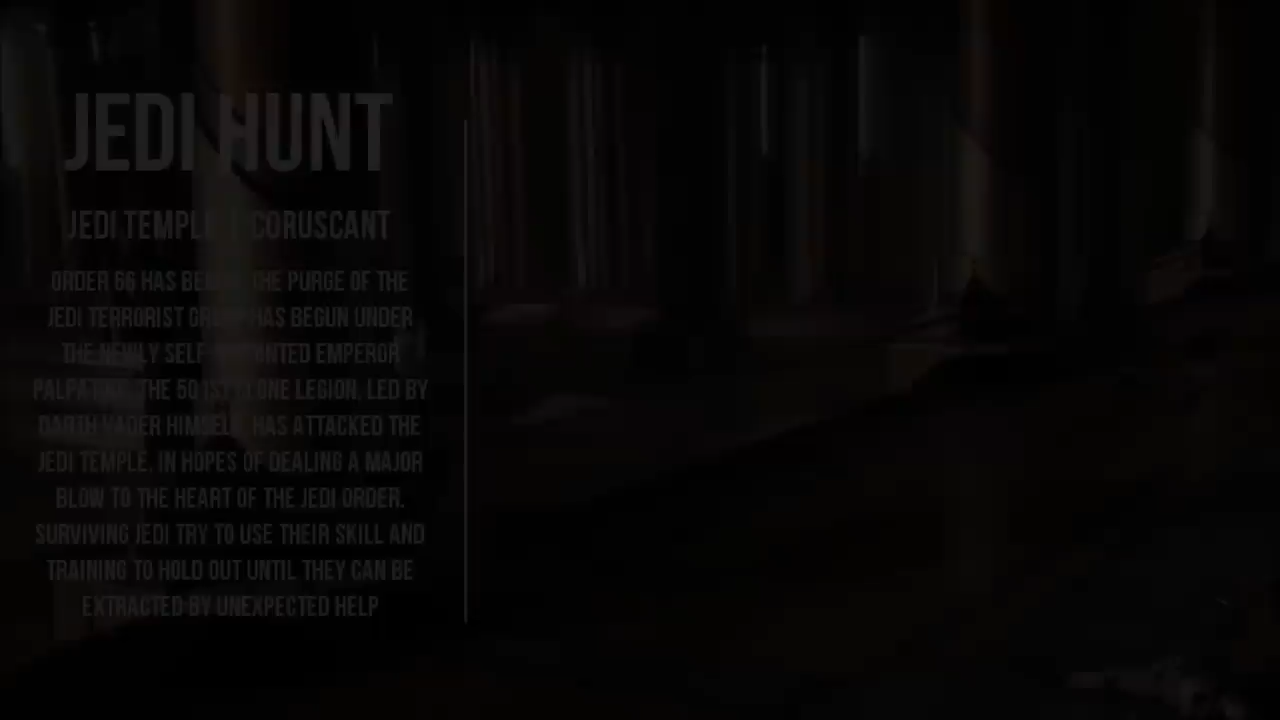 JEDI HUNT
JEDI TEMPLE | CORUSCANT
ORDER 66 HAS BEGUN. THE PURGE OF THE
JEDI TERRORIST GROUP HAS BEGUN UNDER
THE NEWLY SELF-APPOINTED EMPEROR
PALPATINE. THE 501ST CLONE LEGION, LED BY
DARTH VADER HIMSELF, HAS ATTACKED THE
JEDI TEMPLE, IN HOPES OF DEALING A MAJOR
BLOW TO THE HEART OF THE JEDI ORDER.
SURVIVING JEDI TRY TO USE THEIR SKILL AND
TRAINING TO HOLD OUT UNTIL THEY CAN BE
EXTRACTED BY UNEXPECTED HELP